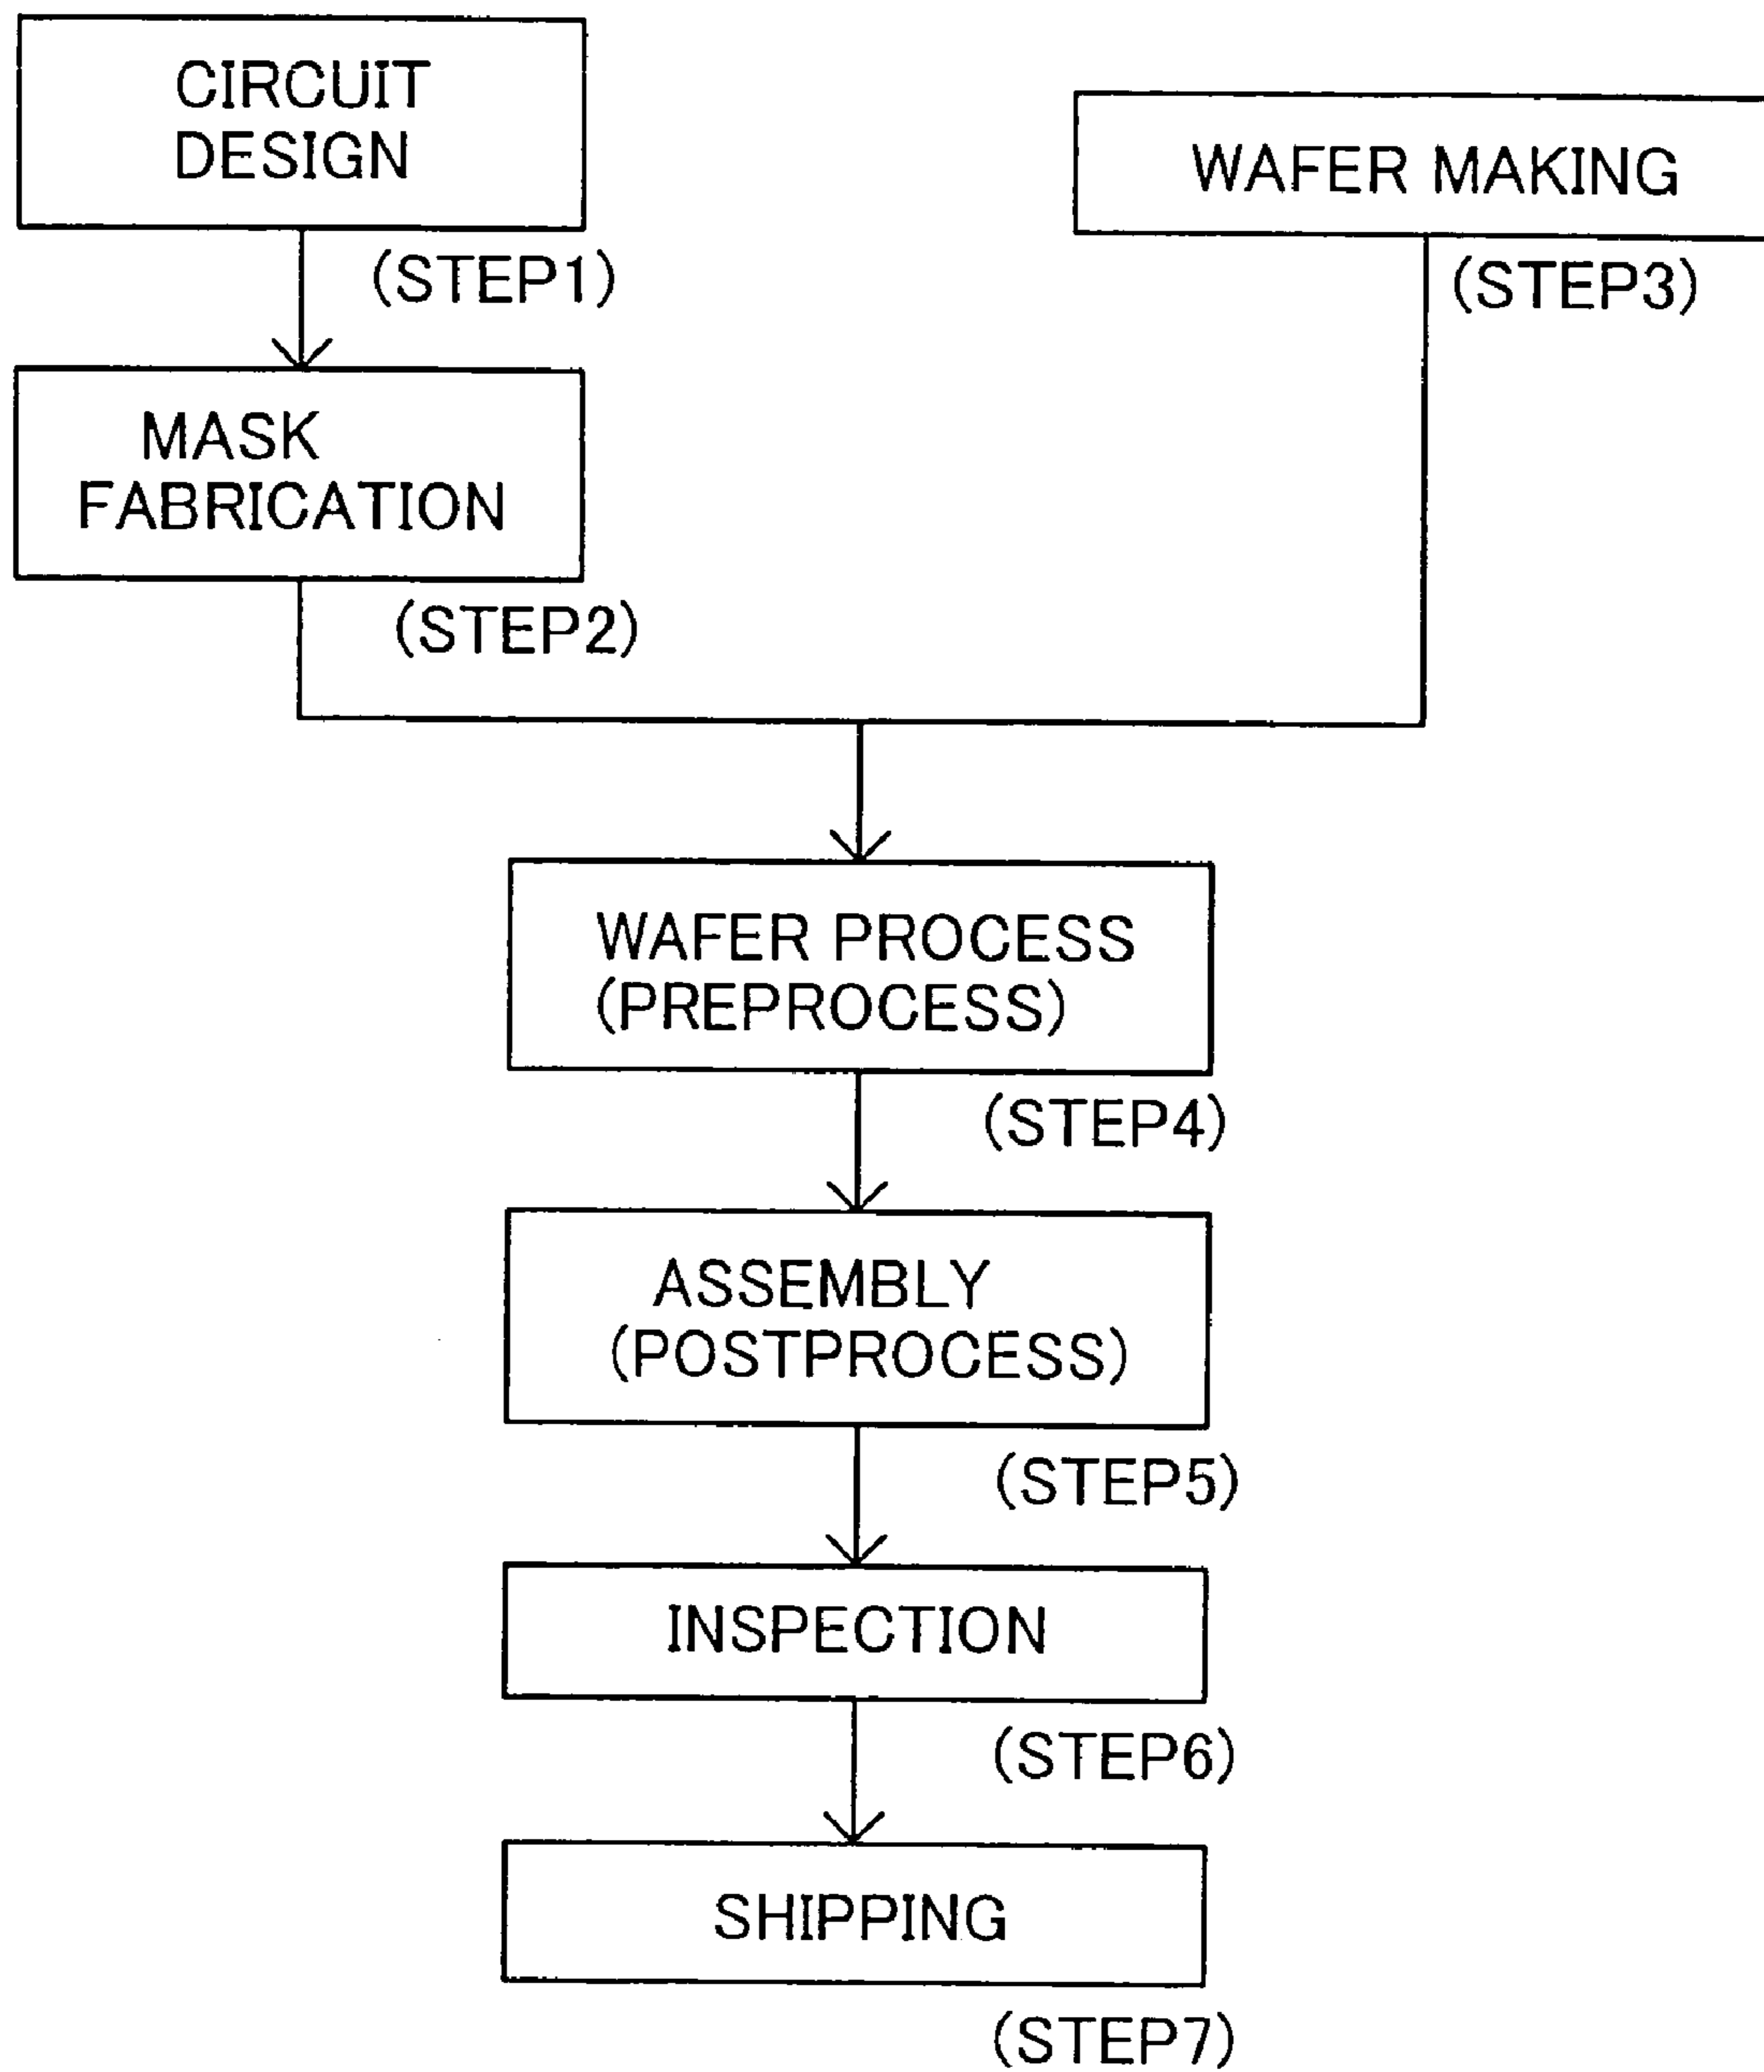 CIRCUIT
DESIGN
(STEP1)
MASK
FABRICATION
(STEP2)
WAFER MAKING
(STEP3)
WAFER PROCESS
(PREPROCESS)
(STEP4)
ASSEMBLY
(POSTPROCESS)
(STEP5)
INSPECTION
(STEP6)
SHIPPING
(STEP7)